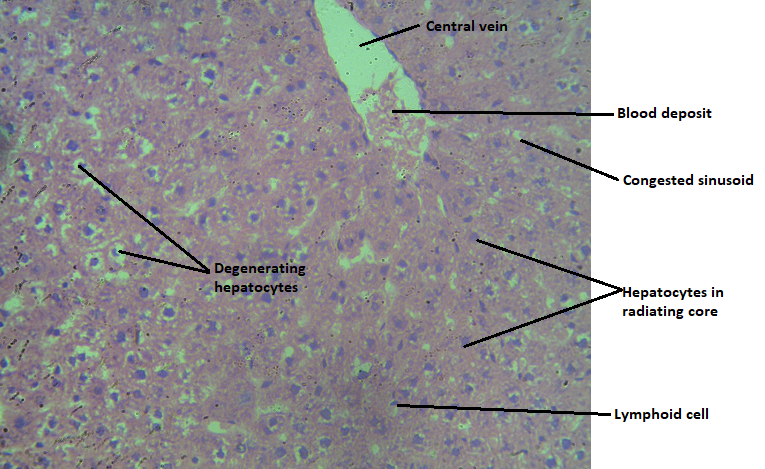 Central vein
Blood deposit
Congested sinusoid
Degenerating
hepatocytes
Hepatocytes in
radiating core
Lymphoid cell